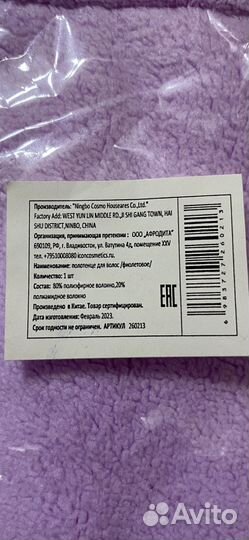 Производитель: "Ningbo Cosmo Houseares Co.,Ltd."
Factory Add: WEST YUN LIN MIDDLE RD.,JI SHI GANG TOWN, HAI
SHU DISTRICT,NINBO, CHINA
Организация, принимающая претензии : ООО „АФРОДИТА"
690109, РФ, г. Владивосток, ул. Ватутина 4д, помещение XXV
тел. +79510008080 iconcosmetics.ru.
Наименование: полотенце для волос /фиолетовое/
Количество: 1 шт
Состав: 80% полиэфирное волокно,20%
полиамидное волокно
Произведено в Китае. Товар сертифицирован.
Дата изготовления: Февраль 2023.
Срок годности не ограничен. АРТИКУЛ 260213
EAC
Avito